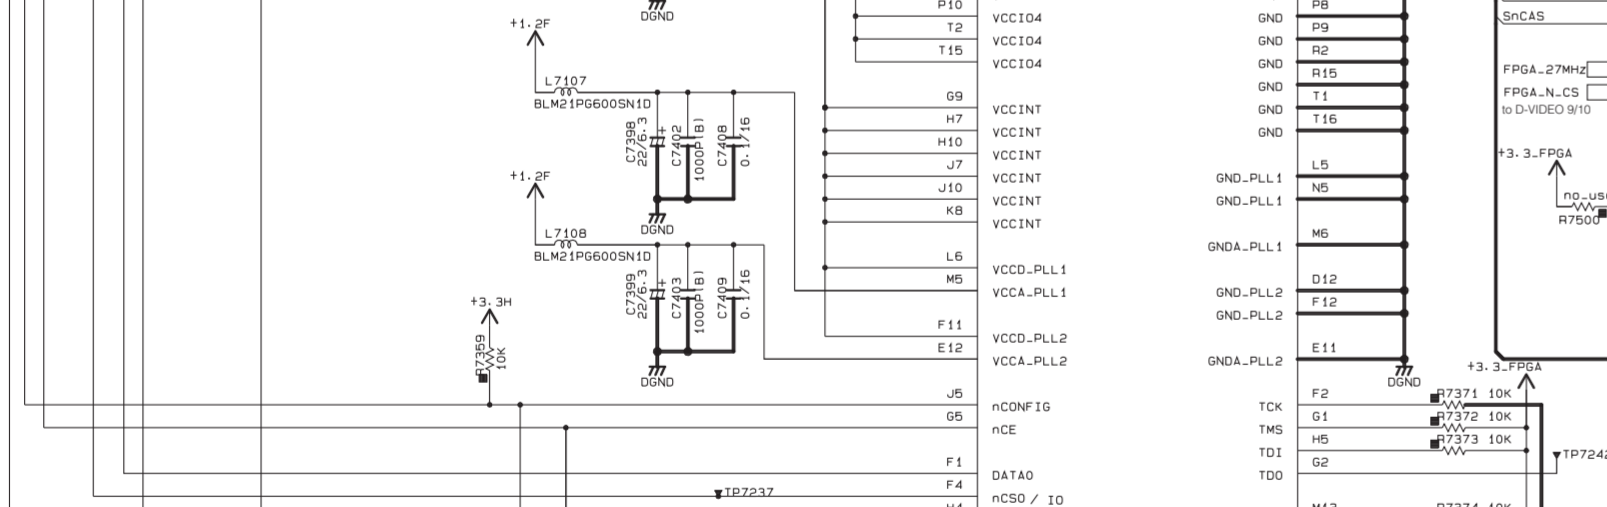 DGND
+1.2F
L7107
BLM21PG600SN1D
C7398
22/6.3
+
C7402
1000P(B)
C7408
0.1/16
DGND
+1.2F
L7108
BLM21PG600SN1D
C7399
22/6.3
+
C7403
1000P(B)
C7409
0.1/16
DGND
+3.3H
R7359
10K
TP7237
P10 VCCIO4
T2 VCCIO4
T15 VCCIO4
G9 VCCINT
H7 VCCINT
H10 VCCINT
J7 VCCINT
J10 VCCINT
K8 VCCINT
L6 VCCD_PLL1
M5 VCCA_PLL1
F11 VCCD_PLL2
E12 VCCA_PLL2
J5 nCONFIG
G5 nCE
F1 DATA0
F4 nCSO / IO
GND P8
GND P9
GND R2
GND R15
GND T1
GND T16
GND_PLL1 L5
GND_PLL1 N5
GNDA_PLL1 M6
GND_PLL2 D12
GND_PLL2 F12
GNDA_PLL2 E11
DGND
TCK F2
TMS G1
TDI H5
TDO G2
R7371 10K
R7372 10K
R7373 10K
+3.3_FPGA
SnCAS
FPGA_27MHz
FPGA_N_CS
to D-VIDEO 9/10
+3.3_FPGA
R7500